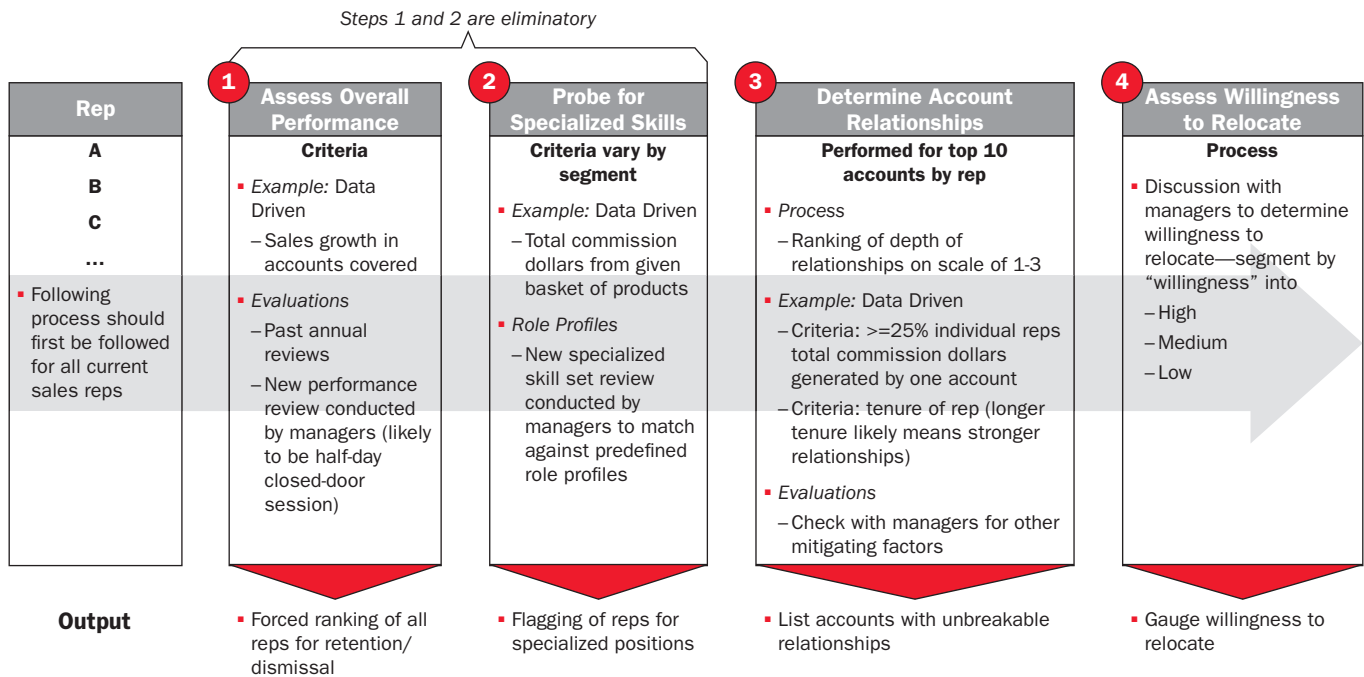 Steps 1 and 2 are eliminatory
Rep
A
B
C
...
▪ Following
process should
first be followed
for all current
sales reps
1
Assess Overall
Performance
Criteria
▪ Example: Data
Driven
– Sales growth in
accounts covered
▪ Evaluations
– Past annual
reviews
– New performance
review conducted
by managers (likely
to be half-day
closed-door
session)
2
Probe for
Specialized Skills
Criteria vary by
segment
▪ Example: Data Driven
– Total commission
dollars from given
basket of products
▪ Role Profiles
– New specialized
skill set review
conducted by
managers to match
against predefined
role profiles
3
Determine Account
Relationships
Performed for top 10
accounts by rep
▪ Process
– Ranking of depth of
relationships on scale of 1-3
▪ Example: Data Driven
– Criteria: >=25% individual reps
total commission dollars
generated by one account
– Criteria: tenure of rep (longer
tenure likely means stronger
relationships)
▪ Evaluations
– Check with managers for other
mitigating factors
4
Assess Willingness
to Relocate
Process
▪ Discussion with
managers to determine
willingness to
relocate—segment by
“willingness” into
– High
– Medium
– Low
Output
▪ Forced ranking of all
reps for retention/
dismissal
▪ Flagging of reps for
specialized positions
▪ List accounts with unbreakable
relationships
▪ Gauge willingness to
relocate